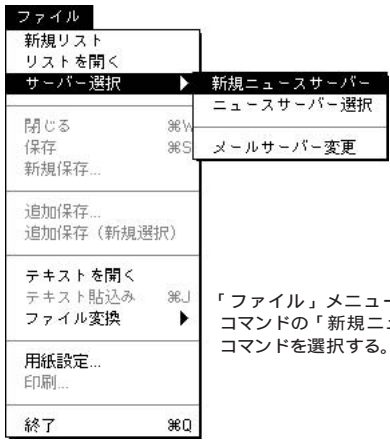 ファイル
新規リスト
リストを開く
サーバー選択 ▶
新規ニュースサーバー
ニュースサーバー選択
メールサーバー変更
閉じる ⌘W
保存 ⌘S
新規保存...
追加保存...
追加保存（新規選択）
テキストを開く
テキスト貼込み ⌘J
ファイル変換 ▶
用紙設定...
印刷...
終了 ⌘Q
「ファイル」メニュー
コマンドの「新規ニュ
コマンドを選択する。